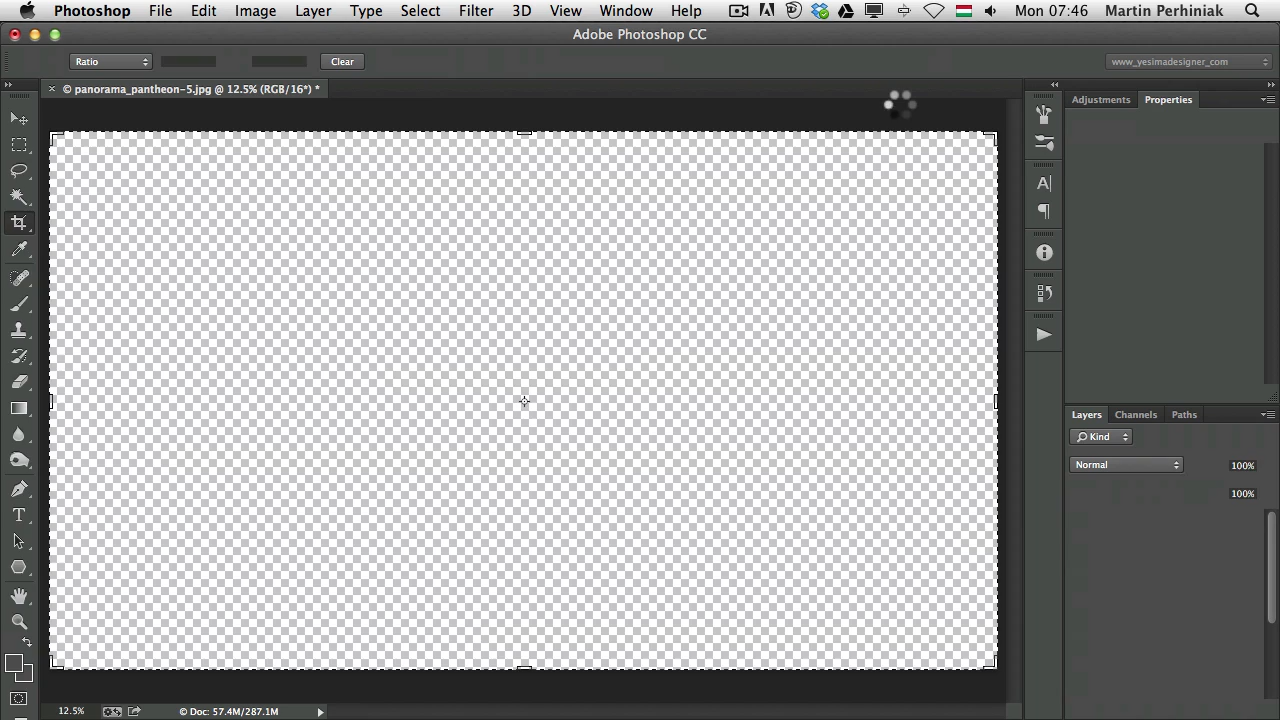 Photoshop File Edit Image Layer Type Select Filter 3D View Window Help Mon 07:46 Martin Perhiniak
Adobe Photoshop CC
Ratio Clear www_yesimadesigner_com
× © panorama_pantheon-5.jpg @ 12.5% (RGB/16*) *
Adjustments Properties
Layers Channels Paths
Kind
Normal 100%
100%
12.5% © Doc: 57.4M/287.1M